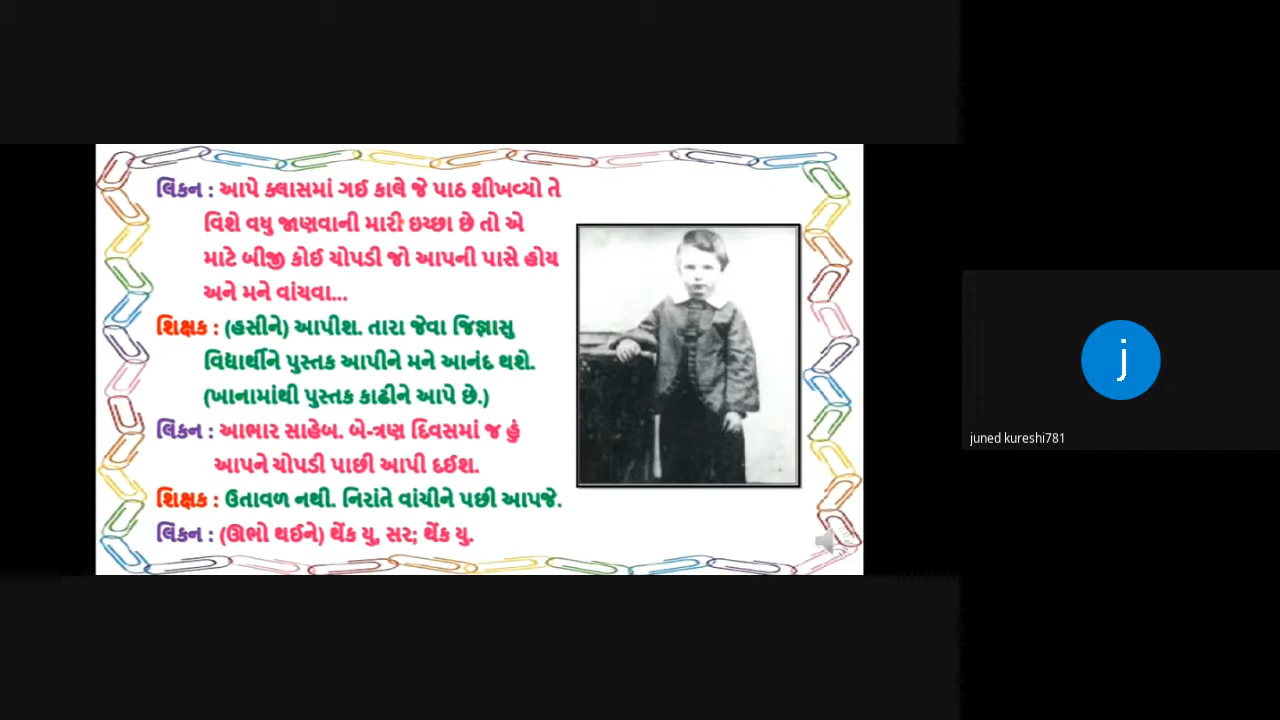 લિંકન : આપે ક્લાસમાં ગઈ કાલે જે પાઠ શીખવ્યો તે
વિશે વધુ જાણવાની મારી ઇચ્છા છે તો એ
માટે બીજી કોઈ ચોપડી જો આપની પાસે હોય
અને મને વાંચવા...
શિક્ષક : (હસીને) આપીશ. તારા જેવા જિજ્ઞાસુ
વિદ્યાર્થીને પુસ્તક આપીને મને આનંદ થશે.
(ખાનામાંથી પુસ્તક કાઢીને આપે છે.)
લિંકન : આભાર સાહેબ. બે-ત્રણ દિવસમાં જ હું
આપને ચોપડી પાછી આપી દઈશ.
શિક્ષક : ઉતાવળ નથી. નિરાંતે વાંચીને પછી આપજે.
લિંકન : (ઊભો થઈને) થેંક યુ, સર; થેંક યુ.
j
juned kureshi781